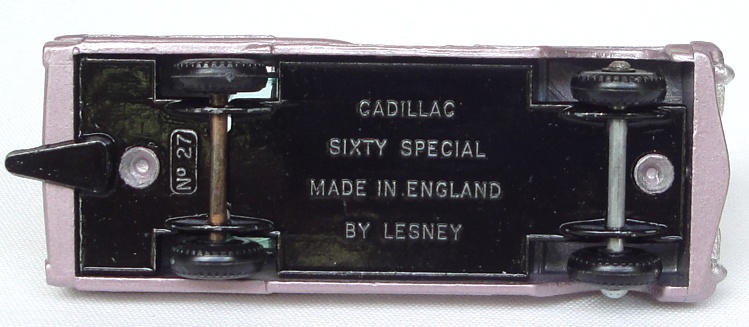 Nº 27
CADILLAC
SIXTY SPECIAL
MADE IN ENGLAND
BY LESNEY